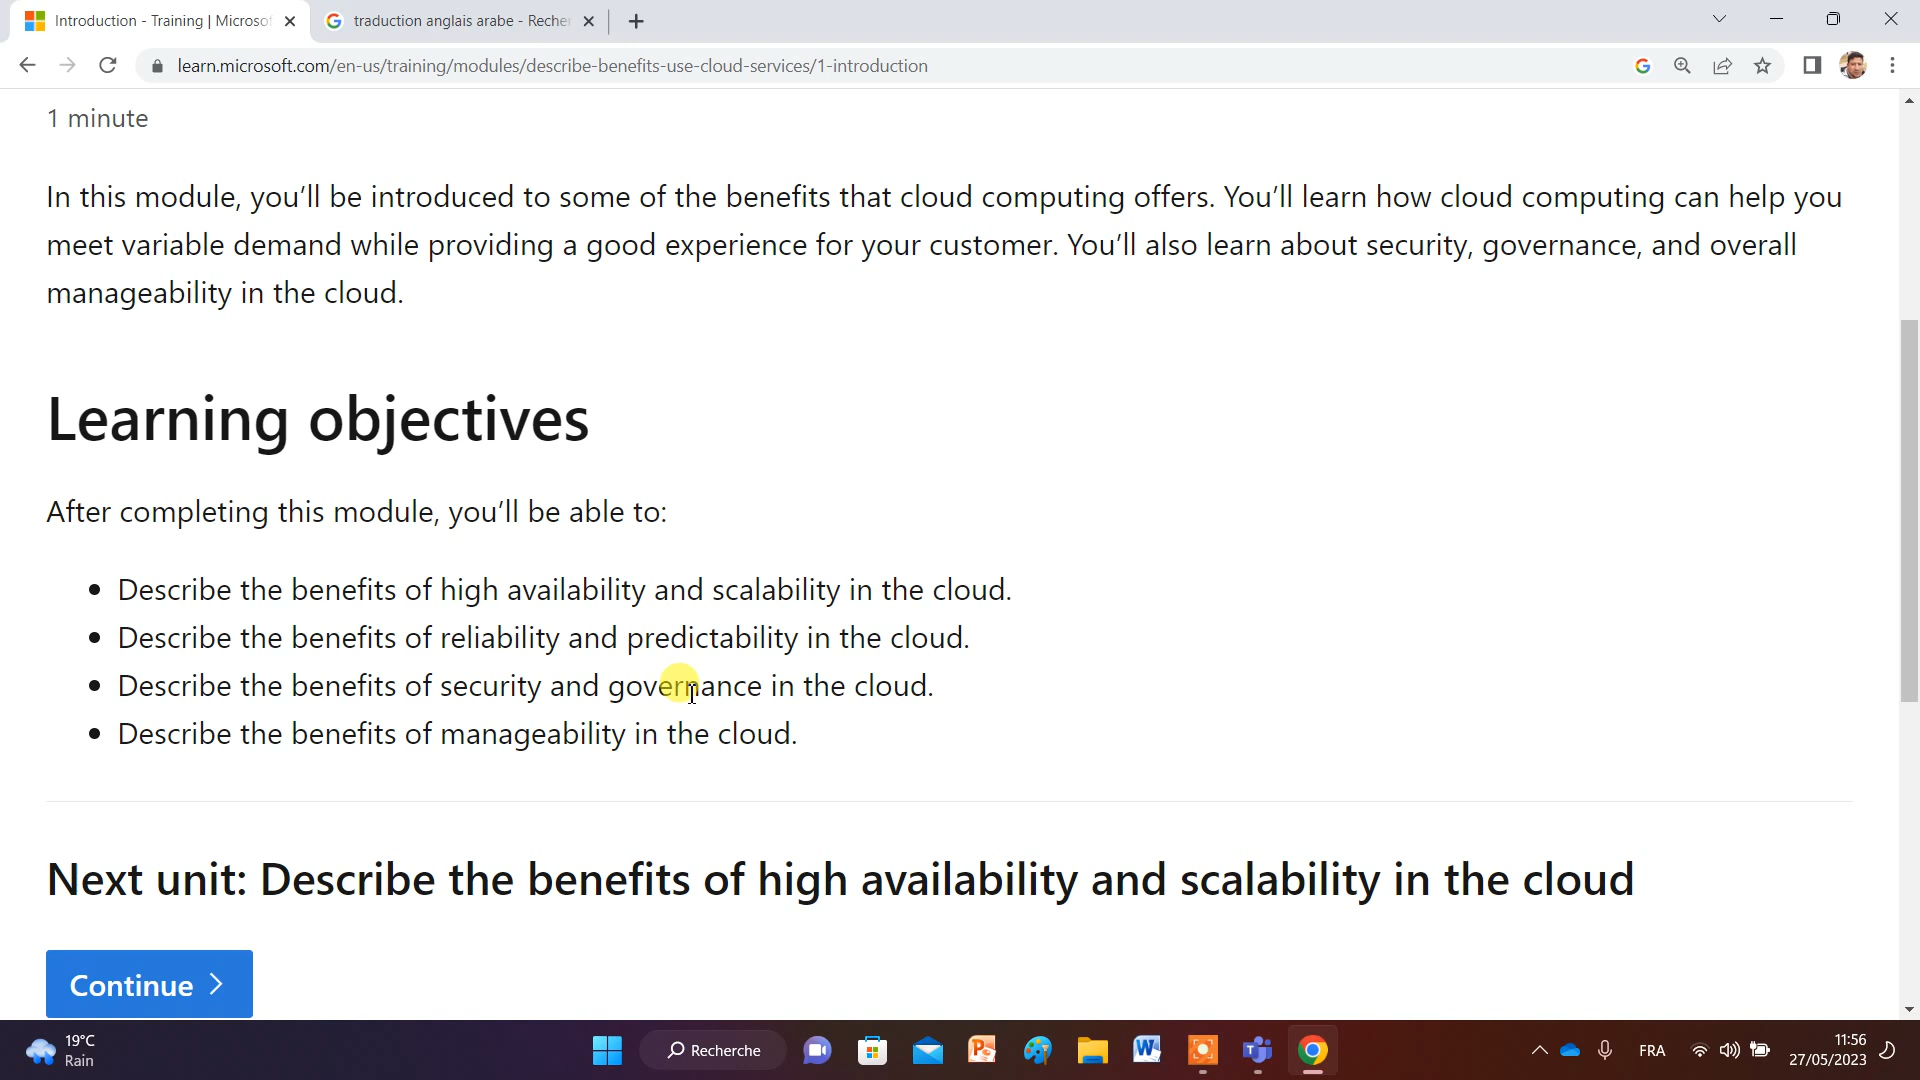 Introduction - Training | Microsof
traduction anglais arabe - Recher
learn.microsoft.com/en-us/training/modules/describe-benefits-use-cloud-services/1-introduction
1 minute
In this module, you'll be introduced to some of the benefits that cloud computing offers. You'll learn how cloud computing can help you
meet variable demand while providing a good experience for your customer. You'll also learn about security, governance, and overall
manageability in the cloud.
Learning objectives
After completing this module, you'll be able to:
• Describe the benefits of high availability and scalability in the cloud.
• Describe the benefits of reliability and predictability in the cloud.
• Describe the benefits of security and governance in the cloud.
• Describe the benefits of manageability in the cloud.
Next unit: Describe the benefits of high availability and scalability in the cloud
Continue >
19°C
Rain
Recherche
FRA
11:56
27/05/2023